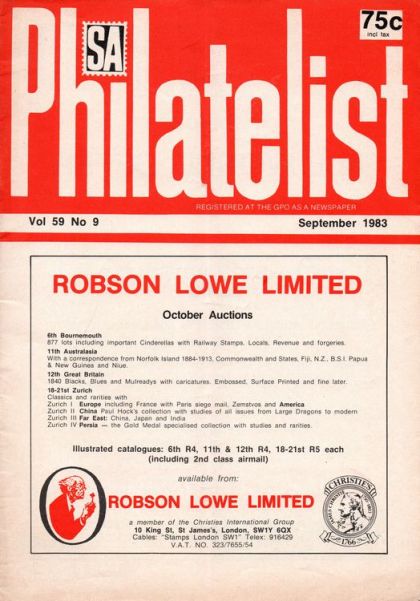 75c
incl tax
SA
Philatelist
REGISTERED AT THE GPO AS A NEWSPAPER
Vol 59 No 9
September 1983
ROBSON LOWE LIMITED
October Auctions
6th Bournemouth
877 lots including important Cinderellas with Railway Stamps, Locals, Revenue and forgeries.
11th Australasia
With a correspondence from Norfolk Island 1884-1913, Commonwealth and States, Fiji, N.Z., B.S.I. Papua
& New Guinea and Niue.
12th Great Britain
1840 Blacks, Blues and Mulreadys with caricatures. Embossed, Surface Printed and fine later.
18-21st Zurich
Classics and rarities with
Zurich I Europe including France with Paris siege mail, Zemstvos and America
Zurich II China Paul Hock's collection with studies of all issues from Large Dragons to modern
Zurich III Far East: China, Japan and India
Zurich IV Persia — the Gold Medal specialised collection with studies and rarities.
Illustrated catalogues: 6th R4, 11th & 12th R4, 18-21st R5 each
(including 2nd class airmail)
available from:
ROBSON LOWE LIMITED
a member of the Christies International Group
10 King St, St James's, London, SW1Y 6QX
Cables: "Stamps London SW1" Telex: 916429
V.A.T. NO. 323/7655/54
CHRISTIE'S
1766